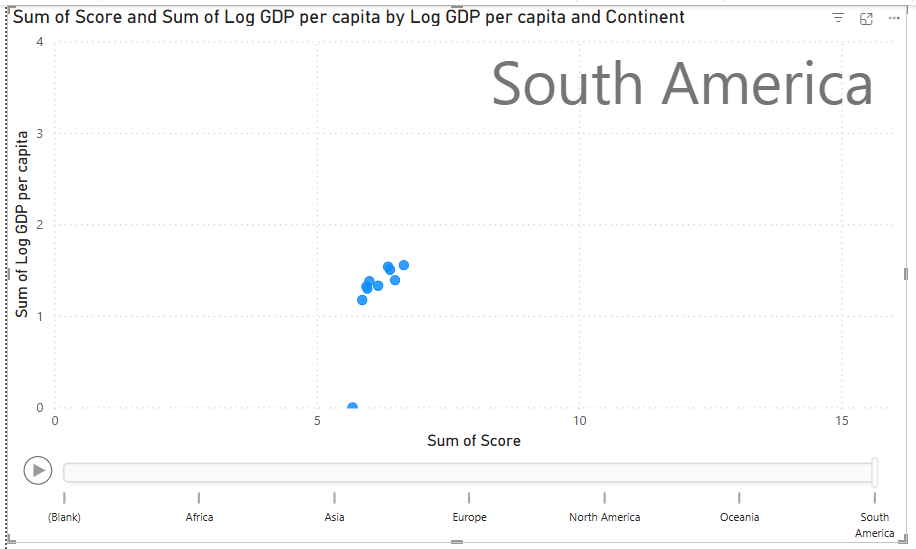 Sum of Score and Sum of Log GDP per capita by Log GDP per capita and Continent
South America
Sum of Log GDP per capita
4
3
2
1
0
0 5 10 15
Sum of Score
(Blank) Africa Asia Europe North America Oceania South
America